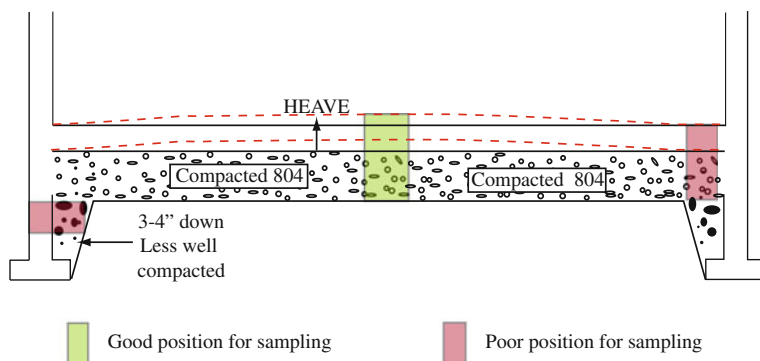 HEAVE
Compacted 804
Compacted 804
3-4” down
Less well
compacted
Good position for sampling
Poor position for sampling